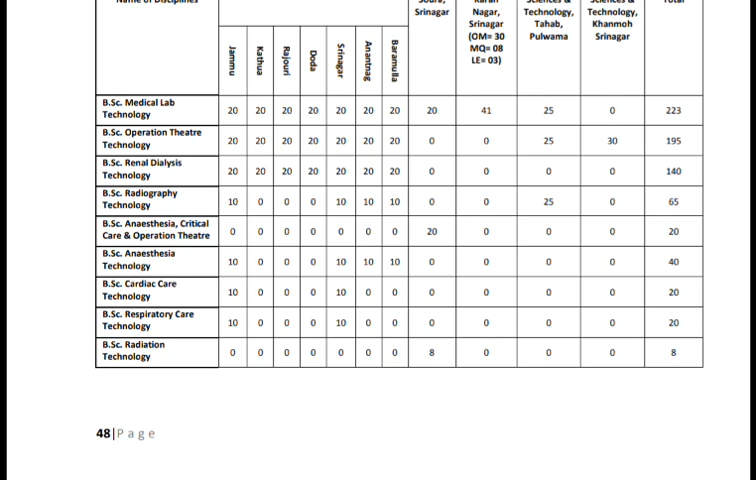 Name of Disciplines
Soura,
Srinagar
Karan
Nagar,
Srinagar
(OM= 30
MQ= 08
LE= 03)
Sciences &
Technology,
Tahab,
Pulwama
Sciences &
Technology,
Khanmoh
Srinagar
Total
Jammu Kathua Rajouri Doda Srinagar Anantnag Baramulla
B.Sc. Medical Lab
Technology 20 20 20 20 20 20 20 20 41 25 0 223
B.Sc. Operation Theatre
Technology 20 20 20 20 20 20 20 0 0 25 30 195
B.Sc. Renal Dialysis
Technology 20 20 20 20 20 20 20 0 0 0 0 140
B.Sc. Radiography
Technology 10 0 0 0 10 10 10 0 0 25 0 65
B.Sc. Anaesthesia, Critical
Care & Operation Theatre 0 0 0 0 0 0 0 20 0 0 0 20
B.Sc. Anaesthesia
Technology 10 0 0 0 10 10 10 0 0 0 0 40
B.Sc. Cardiac Care
Technology 10 0 0 0 10 0 0 0 0 0 0 20
B.Sc. Respiratory Care
Technology 10 0 0 0 10 0 0 0 0 0 0 20
B.Sc. Radiation
Technology 0 0 0 0 0 0 0 8 0 0 0 8
48|P a g e